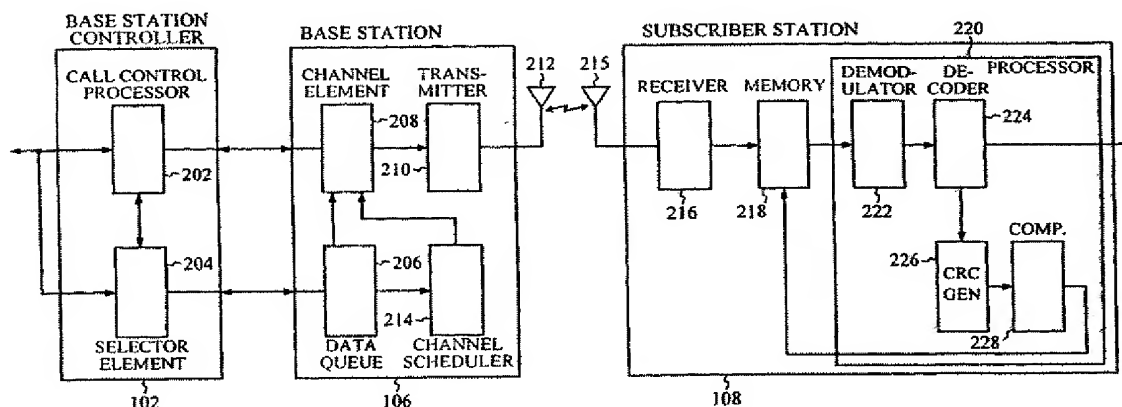 BASE STATION
CONTROLLER
CALL CONTROL
PROCESSOR
202
204
SELECTOR
ELEMENT
102
BASE STATION
CHANNEL
ELEMENT
TRANS-
MITTER
208
210
206
214
DATA
QUEUE
CHANNEL
SCHEDULER
106
212
215
SUBSCRIBER STATION
220
PROCESSOR
RECEIVER
MEMORY
DEMOD-
ULATOR
DE-
CODER
224
216
218
222
226
CRC
GEN
COMP.
228
108